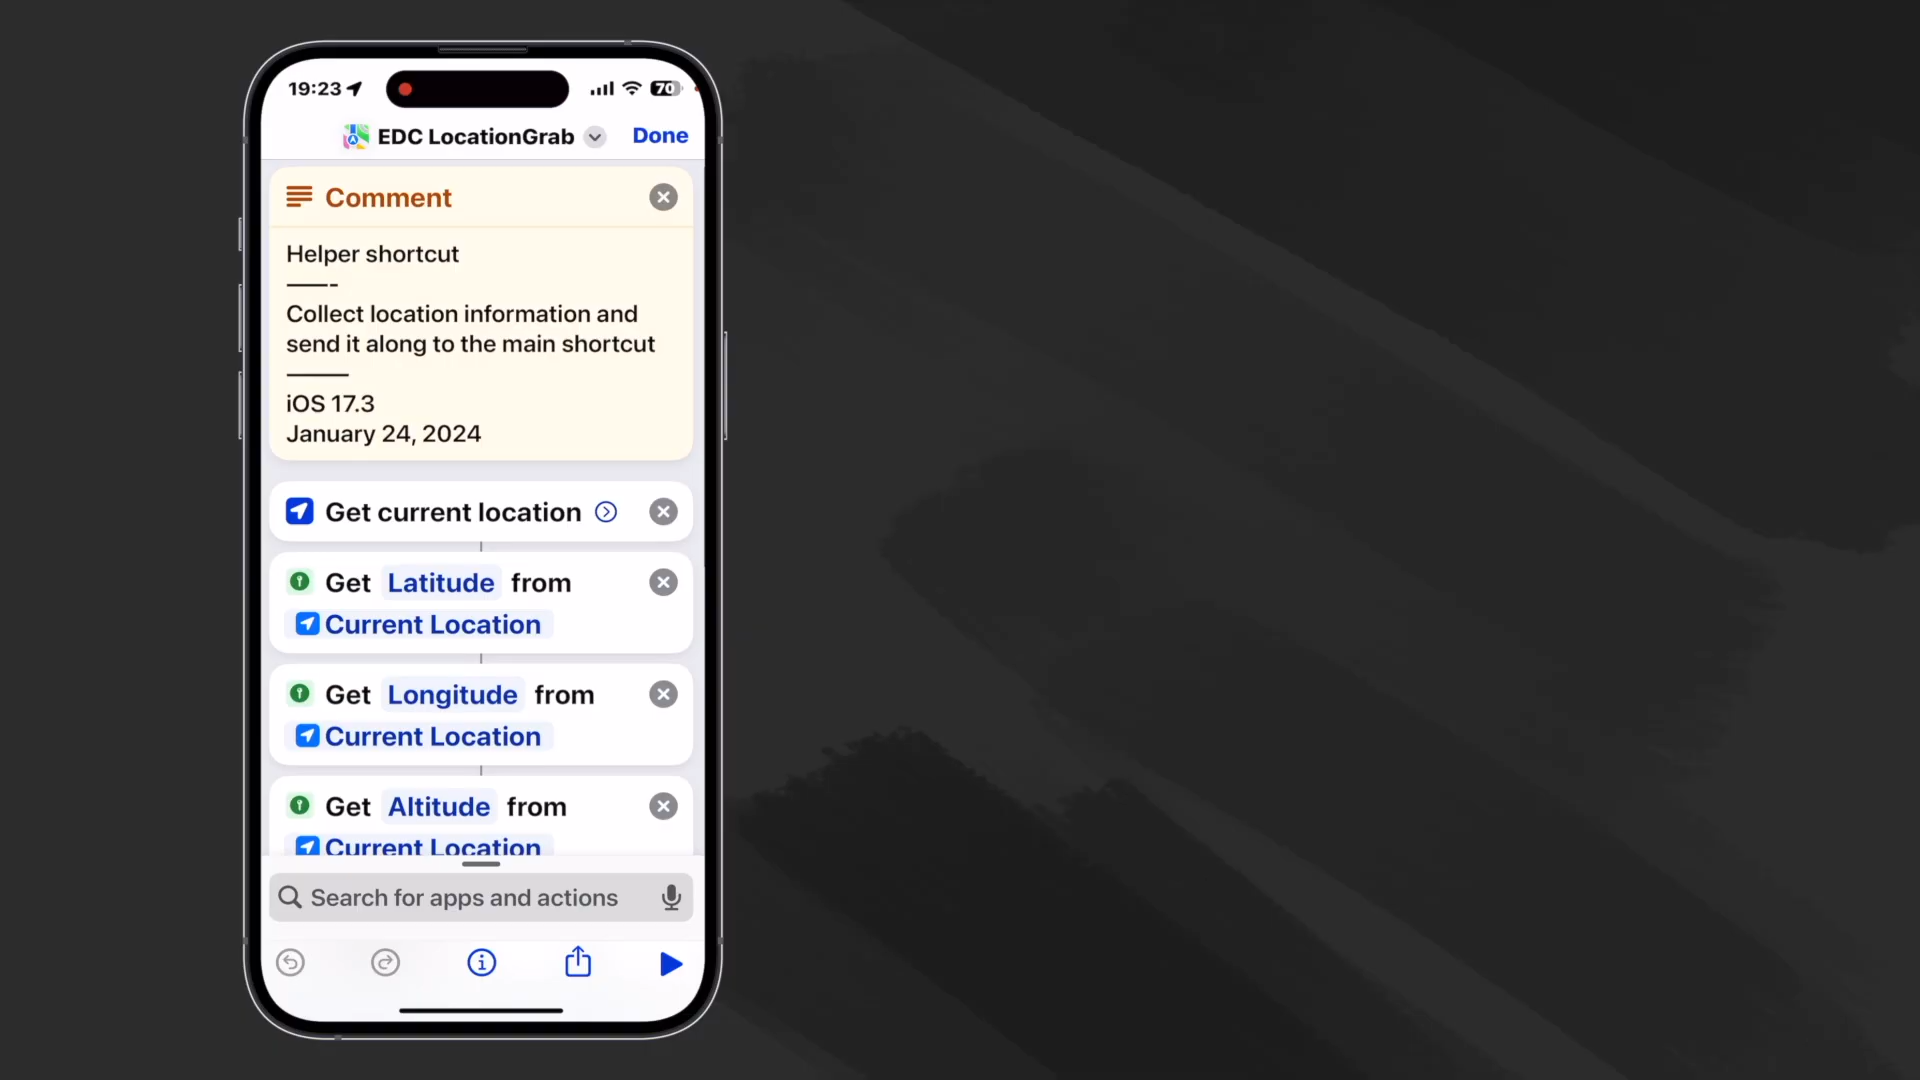 19:23
70
EDC LocationGrab
Done
Comment
Helper shortcut
——-
Collect location information and
send it along to the main shortcut
———
iOS 17.3
January 24, 2024
Get current location
Get Latitude from
Current Location
Get Longitude from
Current Location
Get Altitude from
Current Location
Search for apps and actions